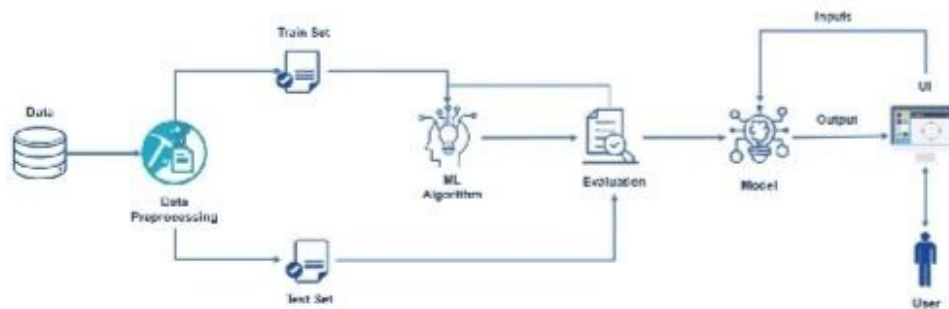 Data
Data
Preprocessing
Train Set
Test Set
ML
Algorithm
Evaluation
Model
Inputs
Output
UI
User